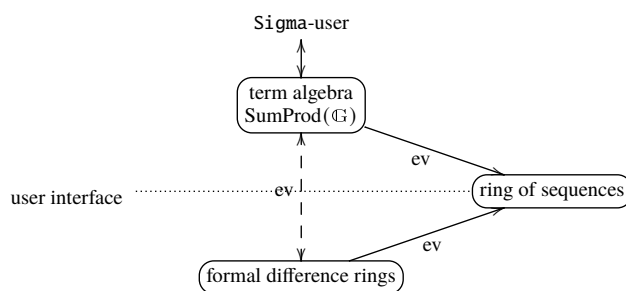 Sigma-user
term algebra
SumProd(𝔾)
ev
user interface
ev
ring of sequences
ev
formal difference rings